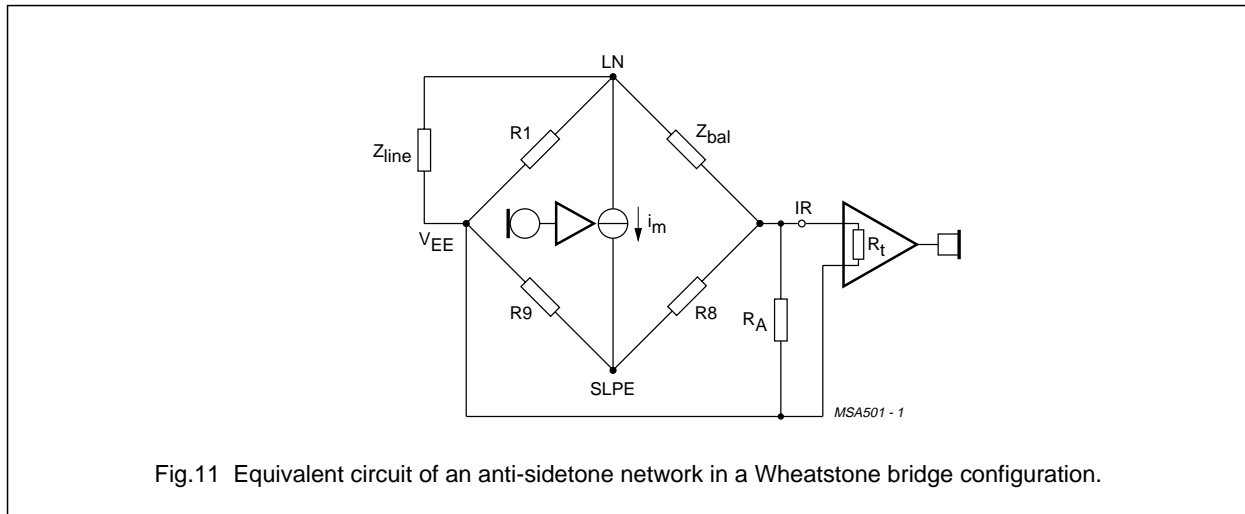 LN
R1
Zbal
Zline
IR
im
VEE
Rt
R9
R8
RA
SLPE
MSA501 - 1
Fig.11 Equivalent circuit of an anti-sidetone network in a Wheatstone bridge configuration.